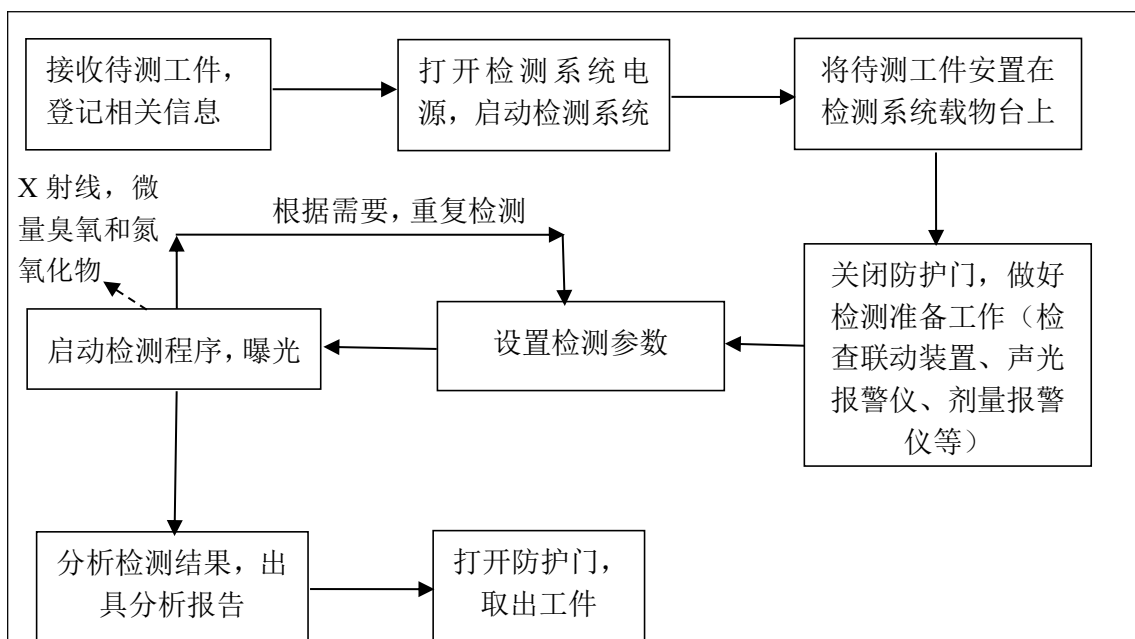 接收待测工件，
登记相关信息
打开检测系统电
源，启动检测系统
将待测工件安置在
检测系统载物台上
X 射线，微
量臭氧和氮
氧化物
根据需要，重复检测
关闭防护门，做好
检测准备工作（检
查联动装置、声光
报警仪、剂量报警
仪等）
设置检测参数
启动检测程序，曝光
分析检测结果，出
具分析报告
打开防护门，
取出工件